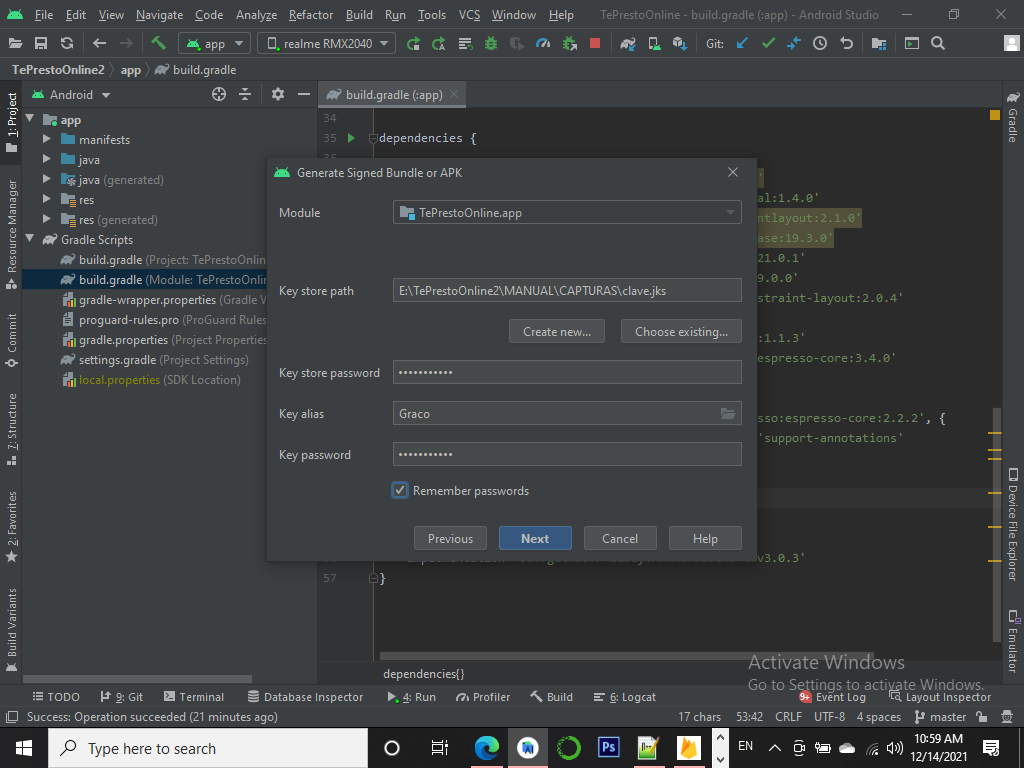 File Edit View Navigate Code Analyze Refactor Build Run Tools VCS Window Help TePrestoOnline - build.gradle (:app) - Android Studio
app realme RMX2040 Git:
TePrestoOnline2 app build.gradle
Android build.gradle (:app)
1: Project
Resource Manager
Commit
7: Structure
2: Favorites
Build Variants
app
manifests
java
java (generated)
res
res (generated)
Gradle Scripts
build.gradle (Project: TePrestoOnlin
build.gradle (Module: TePrestoOnlin
gradle-wrapper.properties (Gradle V
proguard-rules.pro (ProGuard Rules
gradle.properties (Project Properties
settings.gradle (Project Settings)
local.properties (SDK Location)
34
35 dependencies {
al:1.4.0'
ntlayout:2.1.0'
ase:19.3.0'
21.0.1'
9.0.0'
straint-layout:2.0.4'
:1.1.3'
espresso-core:3.4.0'
sso:espresso-core:2.2.2', {
'support-annotations'
v3.0.3'
57 }
Generate Signed Bundle or APK
Module TePrestoOnline.app
Key store path E:\TePrestoOnline2\MANUAL\CAPTURAS\clave.jks
Create new... Choose existing...
Key store password •••••••••••
Key alias Graco
Key password •••••••••••
Remember passwords
Previous Next Cancel Help
Gradle
Device File Explorer
Emulator
dependencies{}
Activate Windows
Go to Settings to activate Windows.
TODO 9: Git Terminal Database Inspector 4: Run Profiler Build 6: Logcat 9+ Event Log Layout Inspector
Success: Operation succeeded (21 minutes ago) 17 chars 53:42 CRLF UTF-8 4 spaces master
Type here to search Ps EN 10:59 AM
12/14/2021